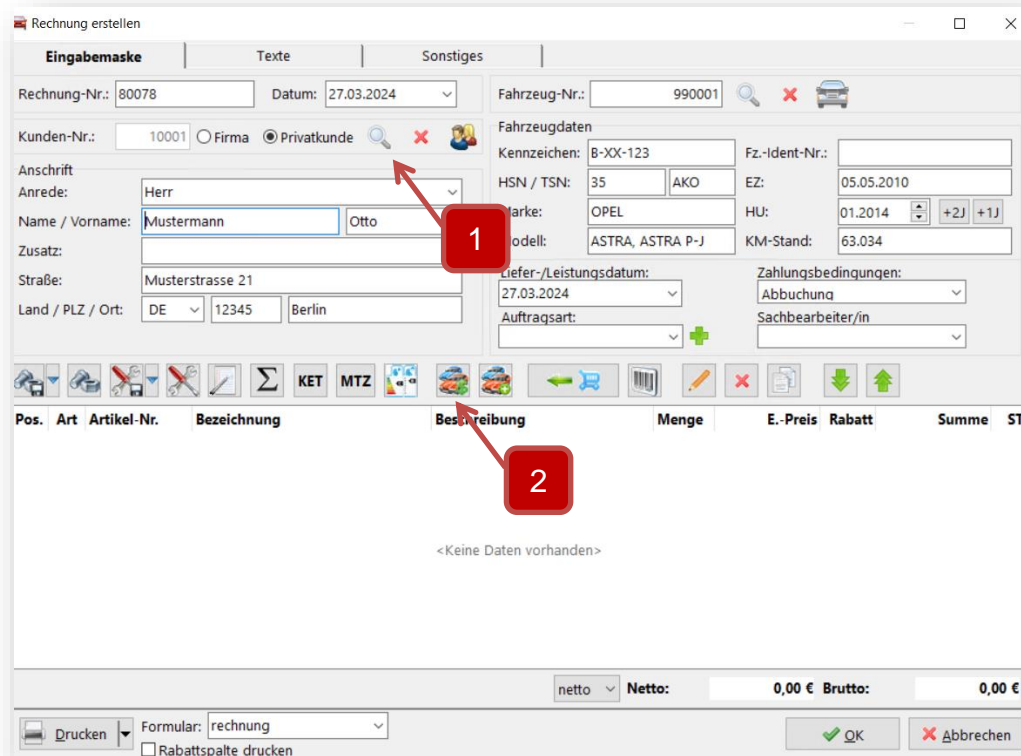 Rechnung erstellen
Eingabemaske Texte Sonstiges
Rechnung-Nr.: 80078 Datum: 27.03.2024 Fahrzeug-Nr.: 990001
Kunden-Nr.: 10001 Firma Privatkunde
Fahrzeugdaten
Kennzeichen: B-XX-123 Fz.-Ident-Nr.:
Anschrift
Anrede: Herr HSN / TSN: 35 AKO EZ: 05.05.2010
Name / Vorname: Mustermann Otto arke: OPEL HU: 01.2014 +2J +1J
1
Zusatz: odell: ASTRA, ASTRA P-J KM-Stand: 63.034
Straße: Musterstrasse 21 Liefer-/Leistungsdatum: Zahlungsbedingungen:
27.03.2024 Abbuchung
Land / PLZ / Ort: DE 12345 Berlin
Auftragsart: Sachbearbeiter/in
Σ KET MTZ
Pos. Art Artikel-Nr. Bezeichnung Beschreibung Menge E.-Preis Rabatt Summe ST
2
<Keine Daten vorhanden>
netto Netto: 0,00 € Brutto: 0,00 €
Drucken Formular: rechnung OK Abbrechen
Rabattspalte drucken